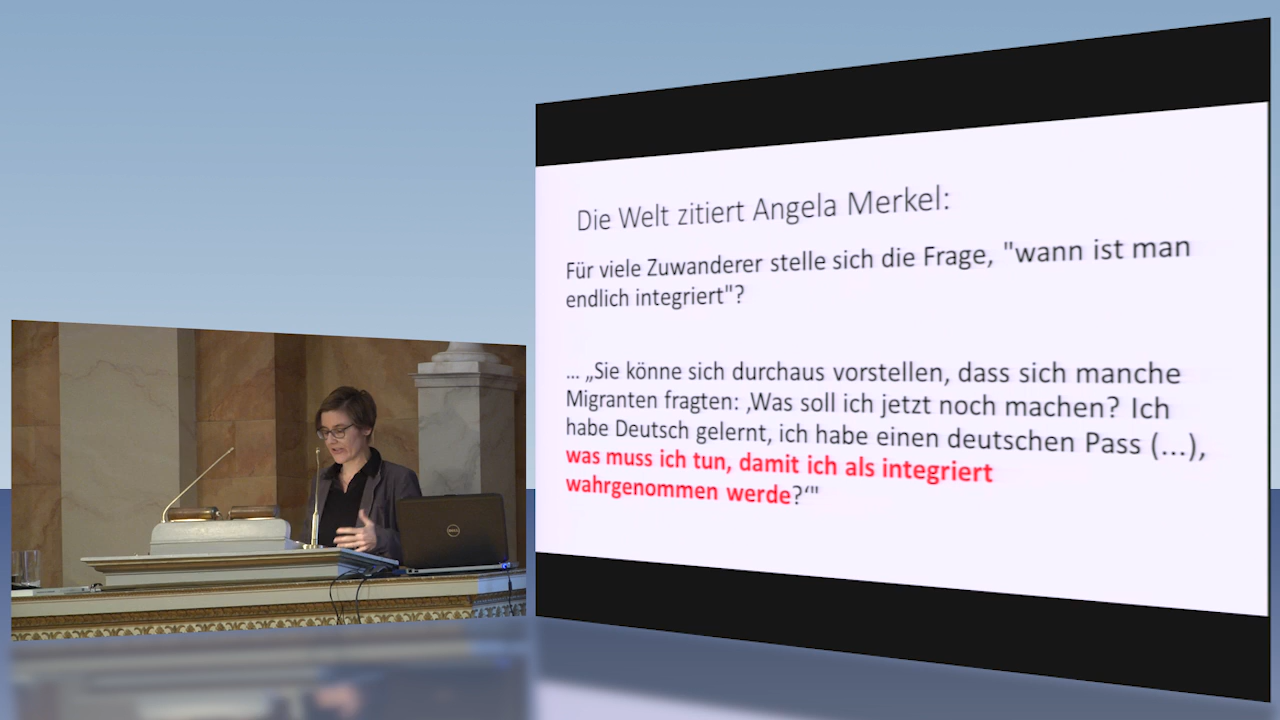 Die Welt zitiert Angela Merkel:
Für viele Zuwanderer stelle sich die Frage, "wann ist man
endlich integriert"?
... „Sie könne sich durchaus vorstellen, dass sich manche
Migranten fragten: ‚Was soll ich jetzt noch machen? Ich
habe Deutsch gelernt, ich habe einen deutschen Pass (...),
was muss ich tun, damit ich als integriert
wahrgenommen werde?‘"
DELL